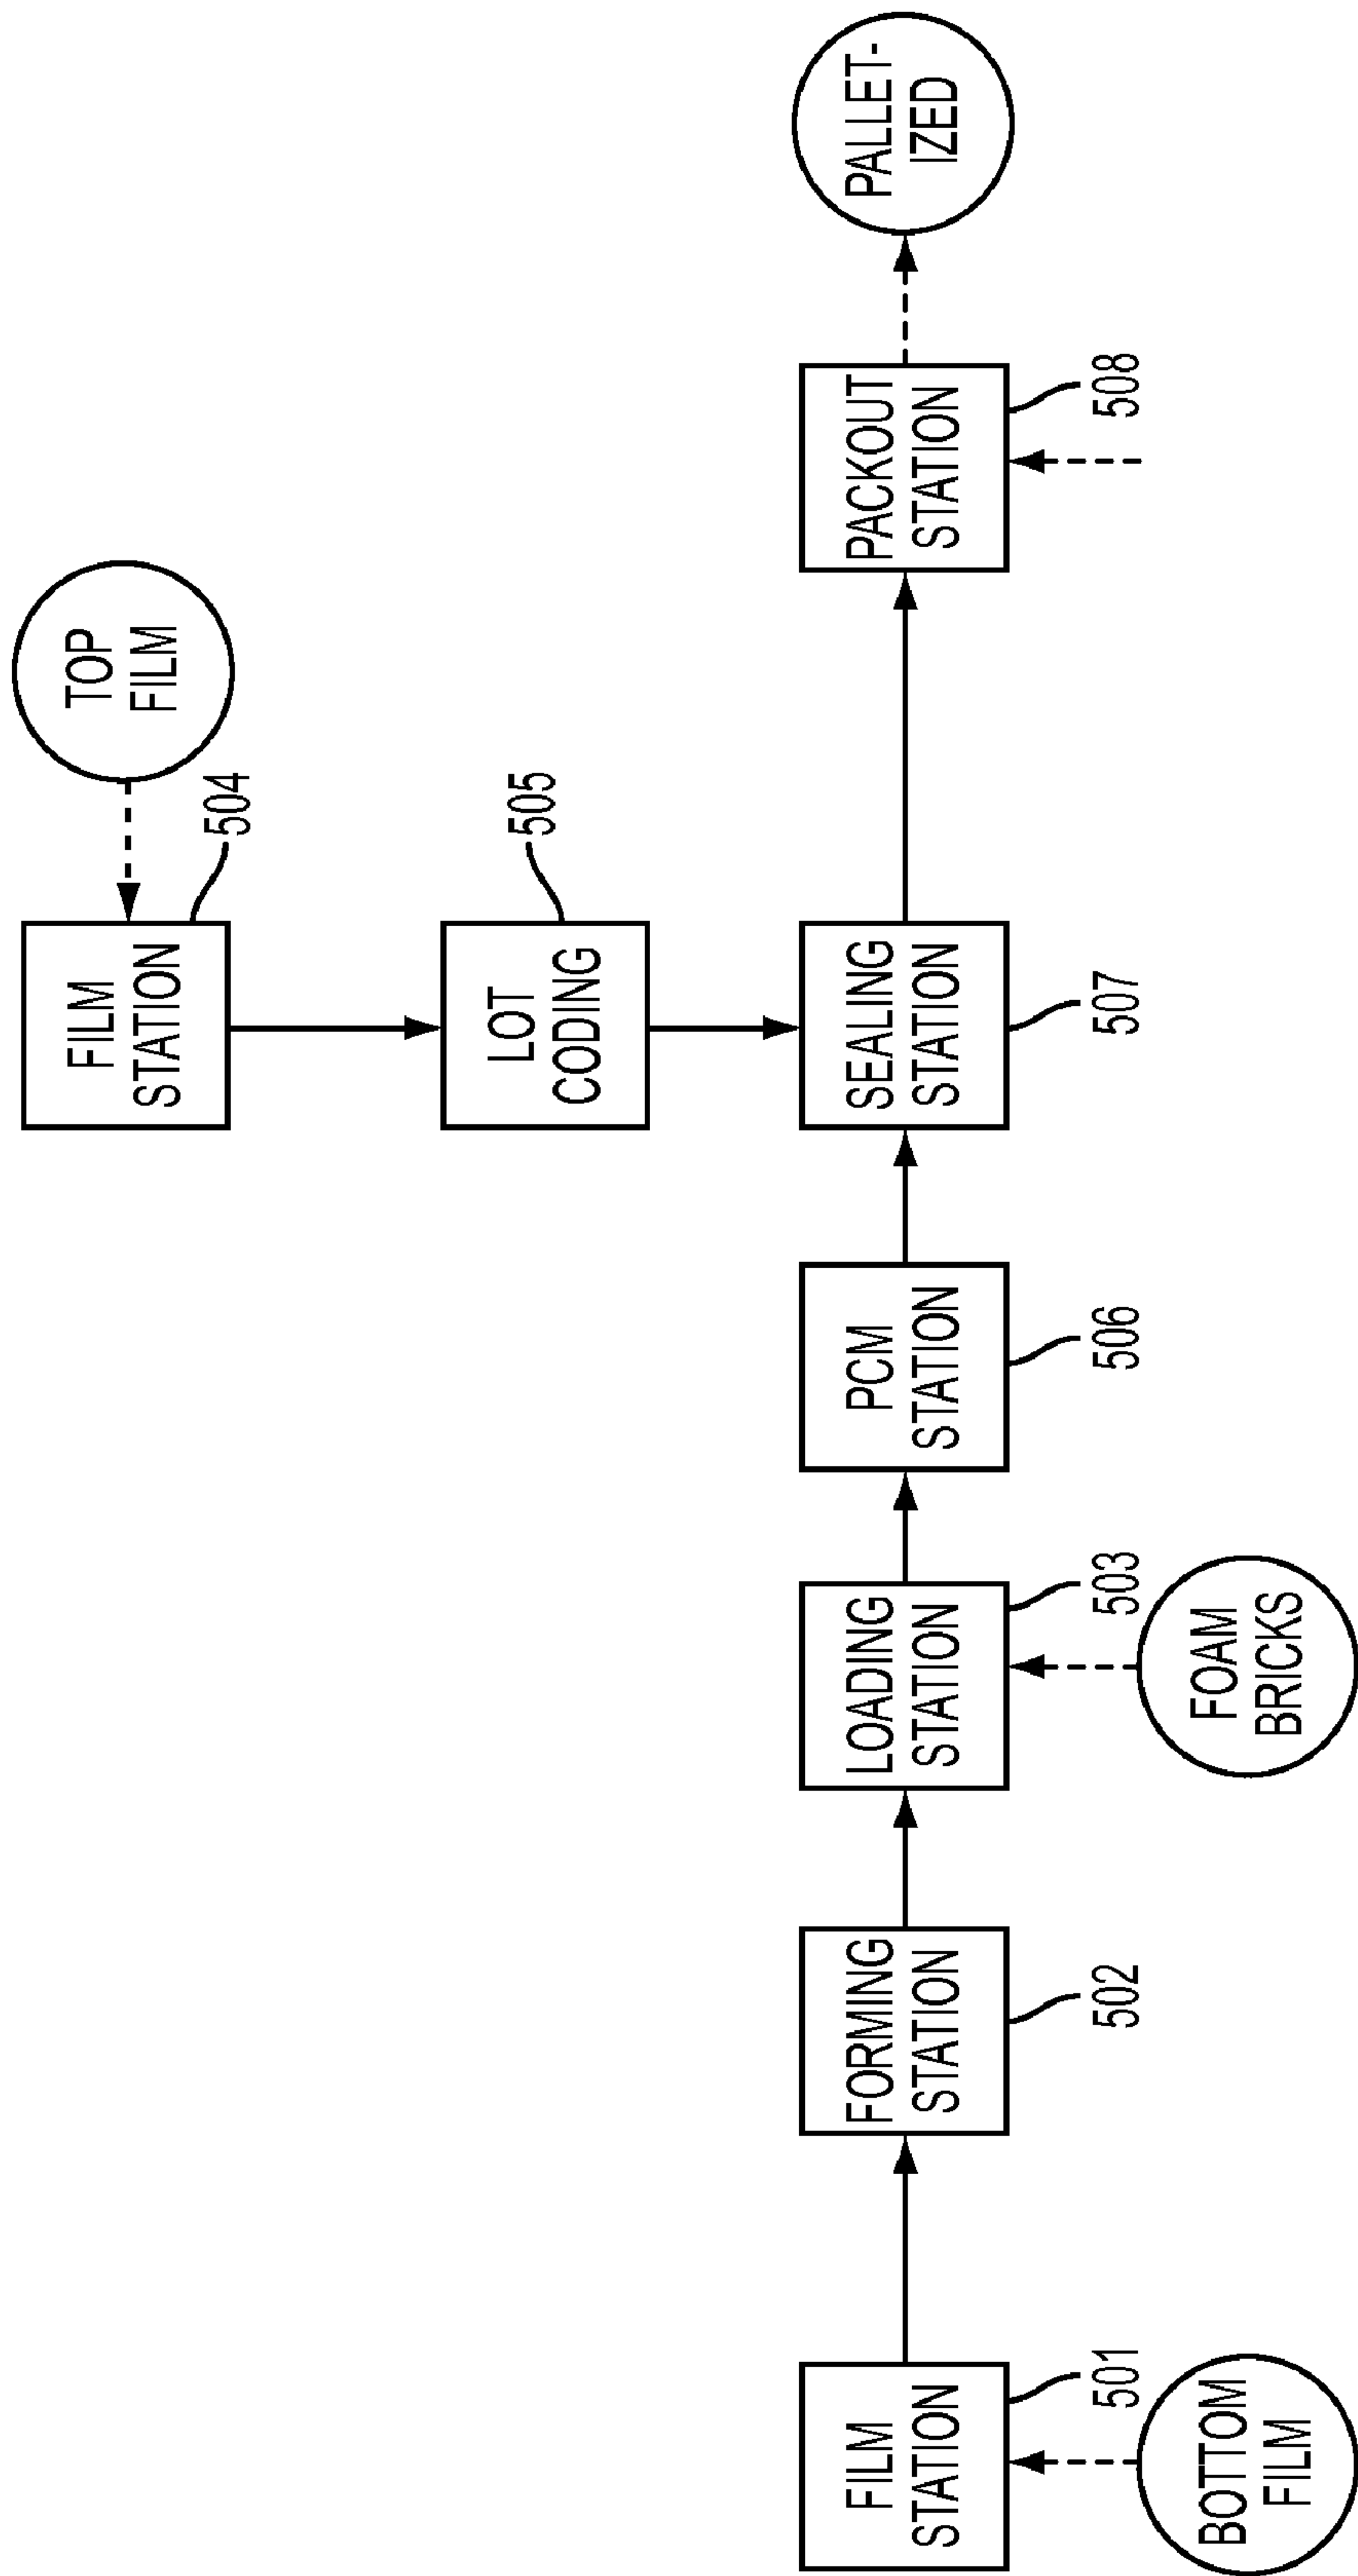 TOP
FILM
FILM
STATION
504
LOT
CODING
505
FILM
STATION
501
FORMING
STATION
502
LOADING
STATION
503
PCM
STATION
506
SEALING
STATION
507
PACKOUT
STATION
508
PALLET-
IZED
BOTTOM
FILM
FOAM
BRICKS